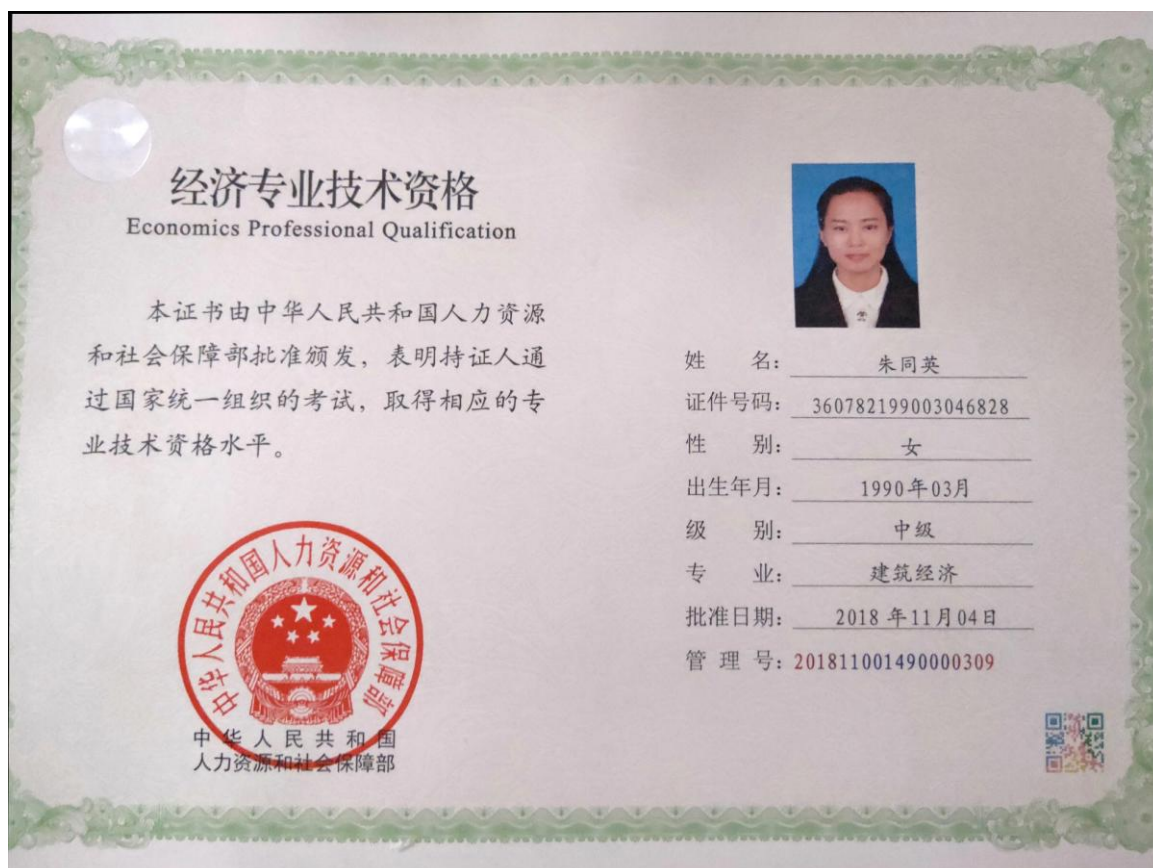 经济专业技术资格
Economics Professional Qualification
本证书由中华人民共和国人力资源
和社会保障部批准颁发，表明持证人通
过国家统一组织的考试，取得相应的专
业技术资格水平。
中华人民共和国人力资源和社会保障部
中华人民共和国
人力资源和社会保障部
姓名：朱同英
证件号码：360782199003046828
性别：女
出生年月：1990年03月
级别：中级
专业：建筑经济
批准日期：2018年11月04日
管理号：201811001490000309